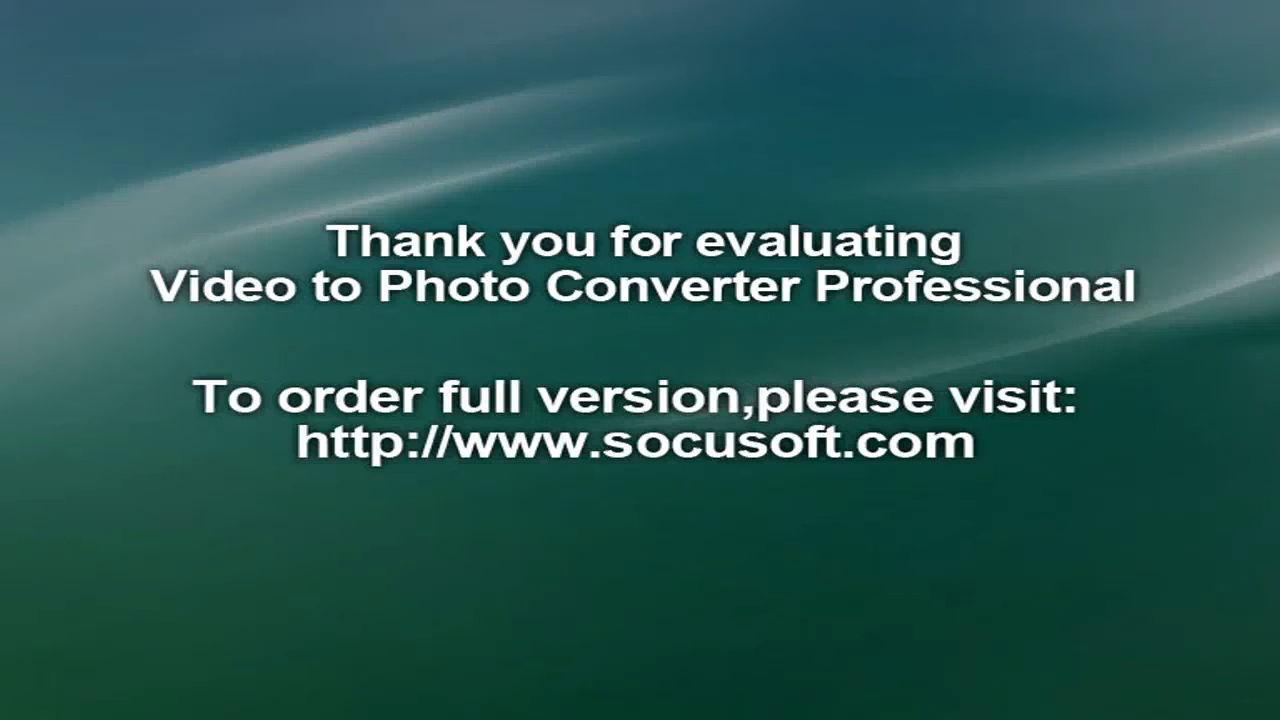 Thank you for evaluating
Video to Photo Converter Professional
To order full version,please visit:
http://www.socusoft.com